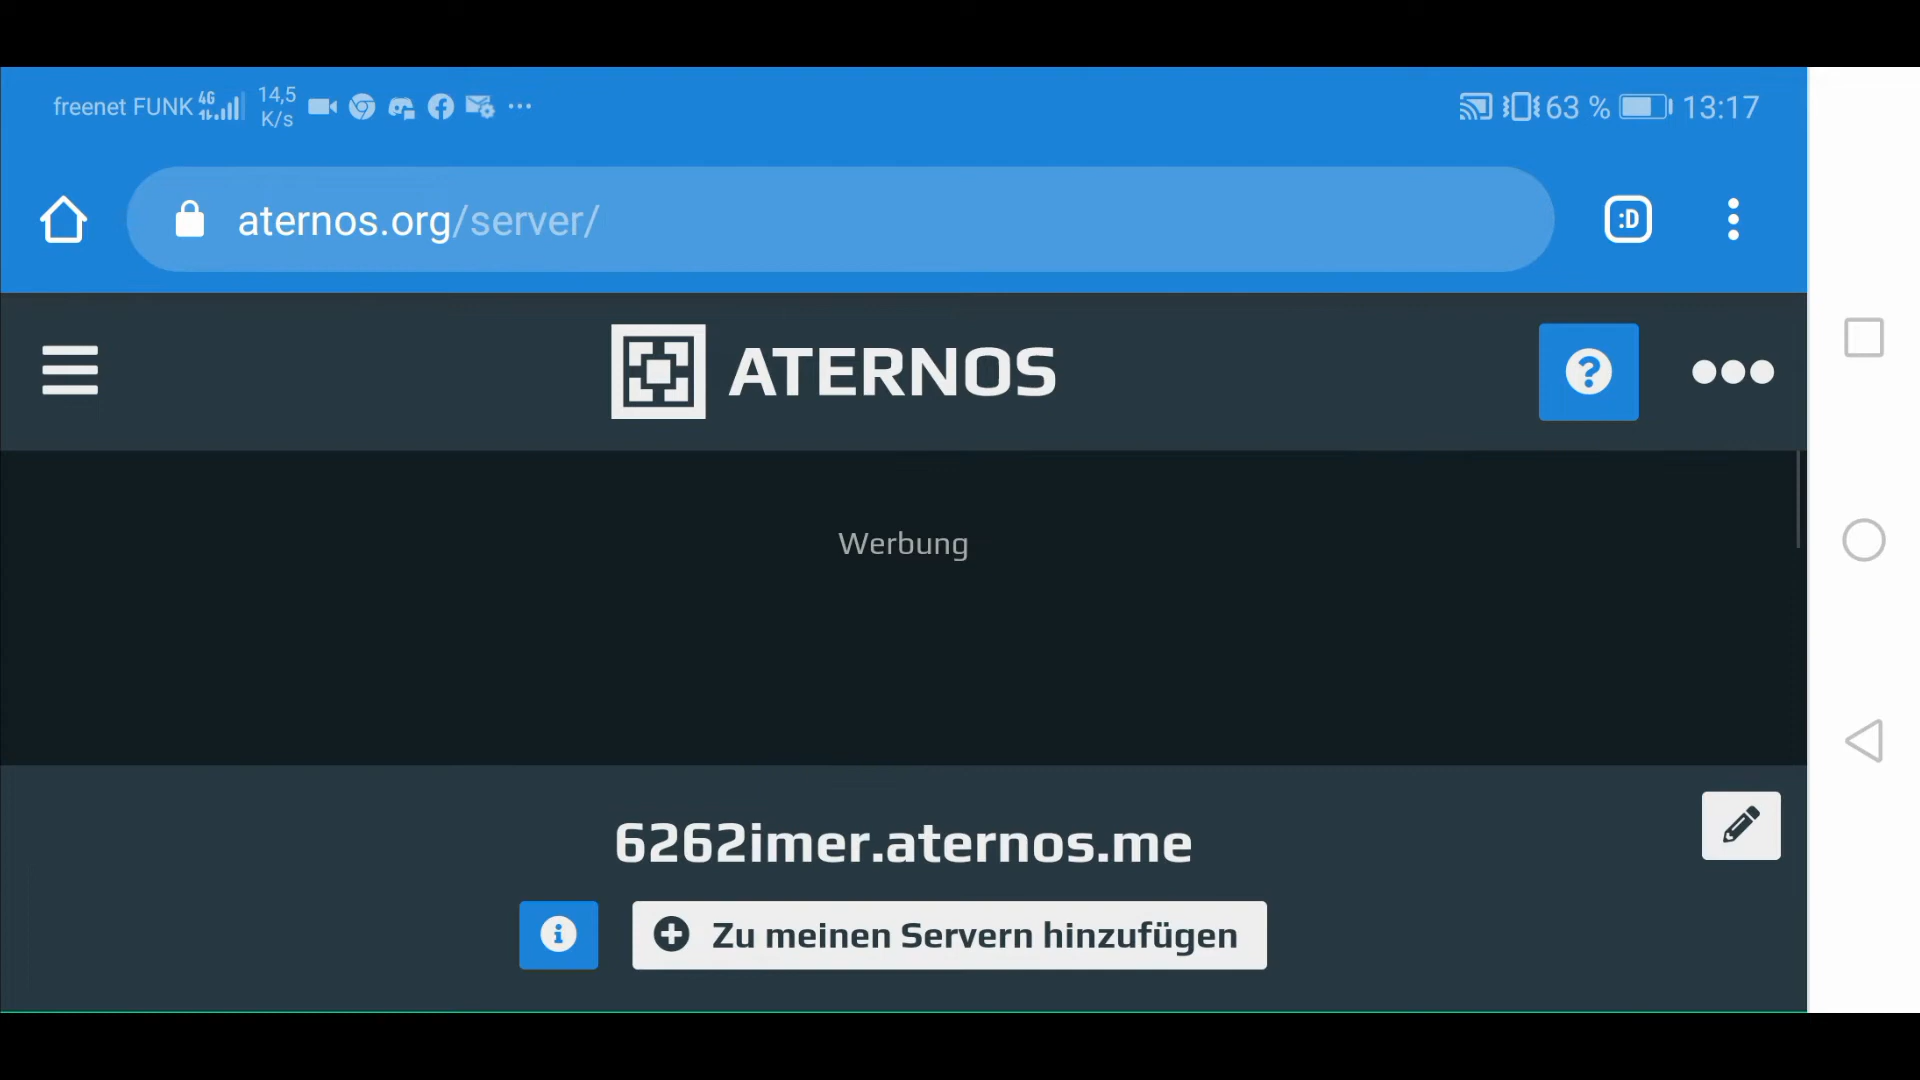 freenet FUNK 4G 14,5 K/s 63 % 13:17
aternos.org/server/ :D
ATERNOS
Werbung
6262imer.aternos.me
Zu meinen Servern hinzufügen